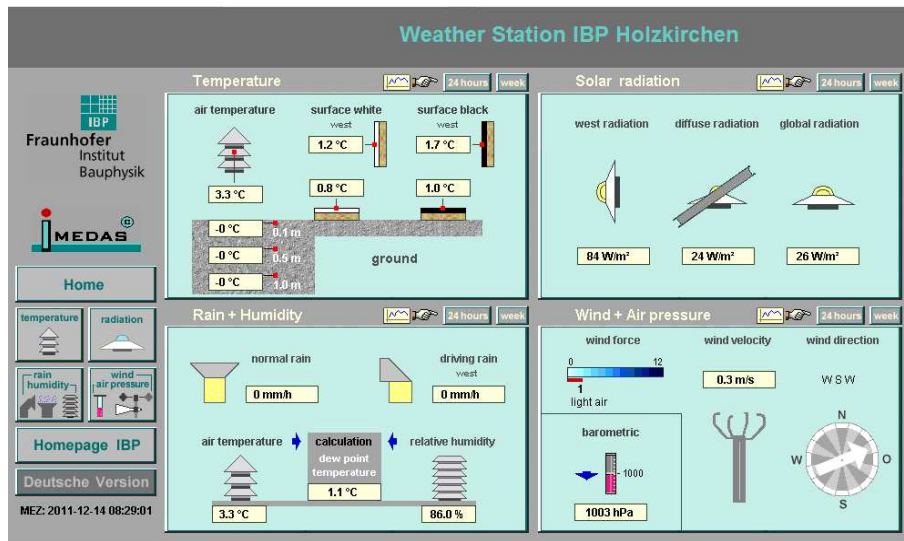 Weather Station IBP Holzkirchen
IBP
Fraunhofer
Institut
Bauphysik
iMEDAS®
Home
temperature
radiation
rain
humidity
wind
air pressure
Homepage IBP
Deutsche Version
MEZ: 2011-12-14 08:29:01
Temperature
24 hours
week
air temperature
surface white
west
surface black
west
1.2 °C
1.7 °C
3.3 °C
0.8 °C
1.0 °C
-0 °C
0.1 m
-0 °C
0.5 m
-0 °C
1.0 m
ground
Solar radiation
24 hours
week
west radiation
diffuse radiation
global radiation
84 W/m²
24 W/m²
26 W/m²
Rain + Humidity
24 hours
week
normal rain
0 mm/h
driving rain
west
0 mm/h
air temperature
calculation
dew point
temperature
relative humidity
1.1 °C
3.3 °C
86.0 %
Wind + Air pressure
24 hours
week
wind force
wind velocity
wind direction
0
12
1
light air
0.3 m/s
W S W
barometric
1000
1003 hPa
N
W
O
S